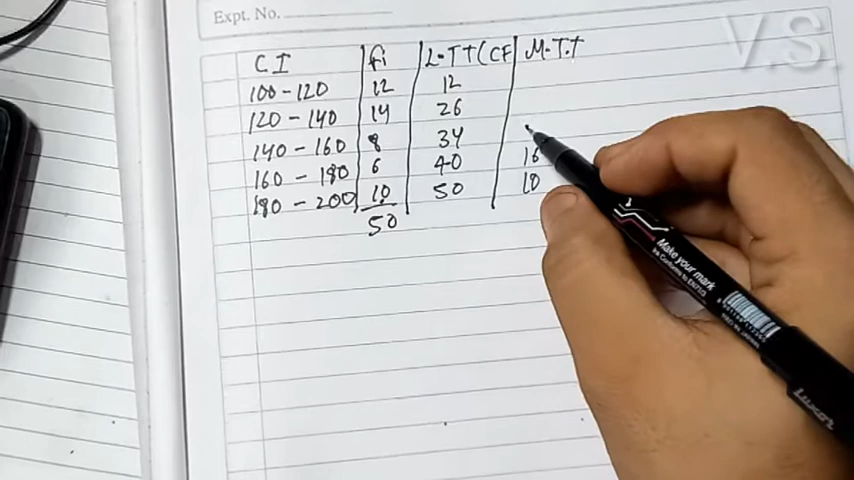 Expt. No.
V.S
C I | fi | L.T.T (CF | M.T.T
100 - 120 | 12 | 12
120 - 140 | 14 | 26
140 - 160 | 8 | 34
160 - 180 | 6 | 40 | 16
180 - 200 | 10 | 50 | 10
50
Make your mark
Luxor